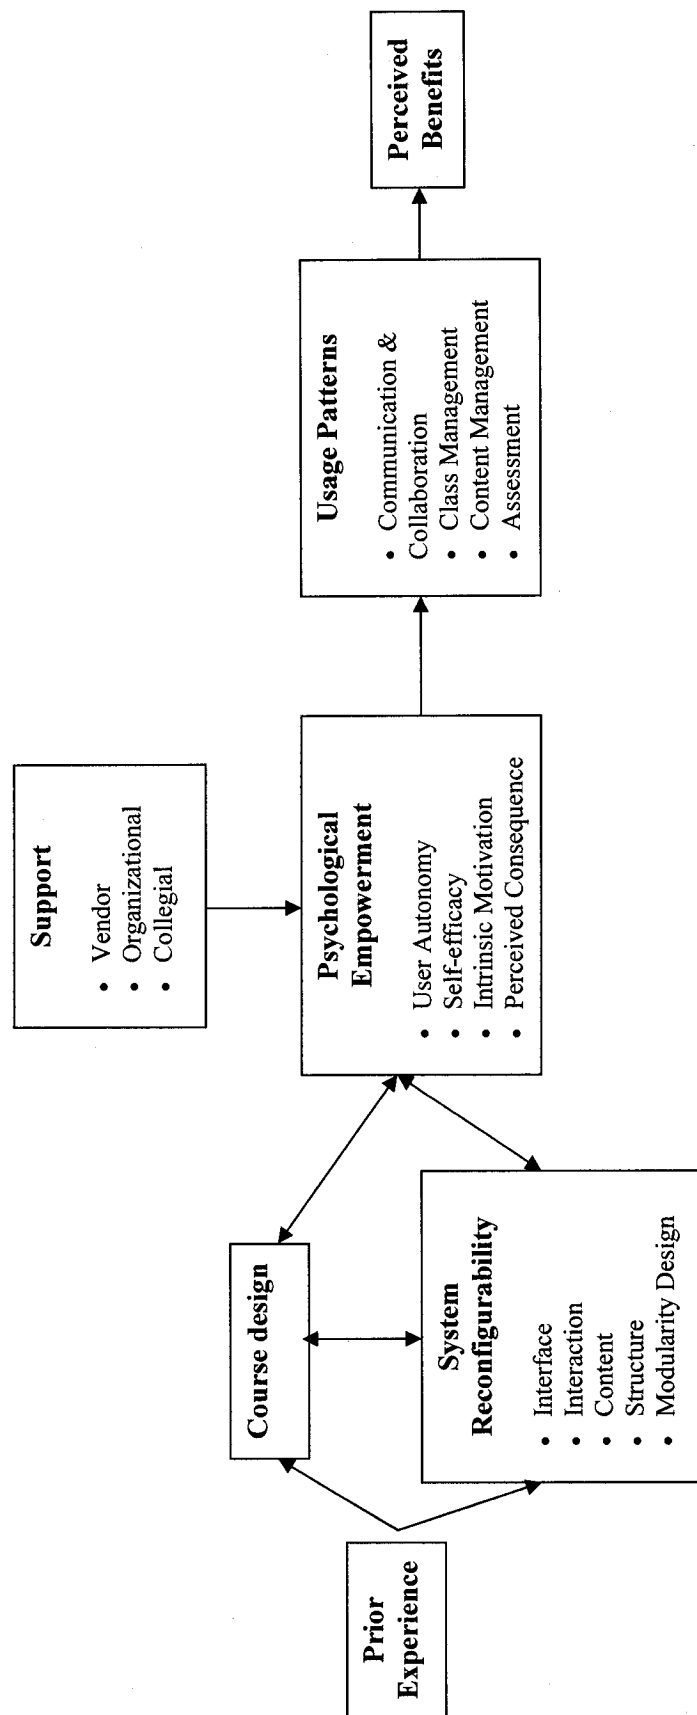 Prior
Experience
Course design
System
Reconfigurability
• Interface
• Interaction
• Content
• Structure
• Modularity Design
Support
• Vendor
• Organizational
• Collegial
Psychological
Empowerment
• User Autonomy
• Self-efficacy
• Intrinsic Motivation
• Perceived Consequence
Usage Patterns
• Communication &
Collaboration
• Class Management
• Content Management
• Assessment
Perceived
Benefits